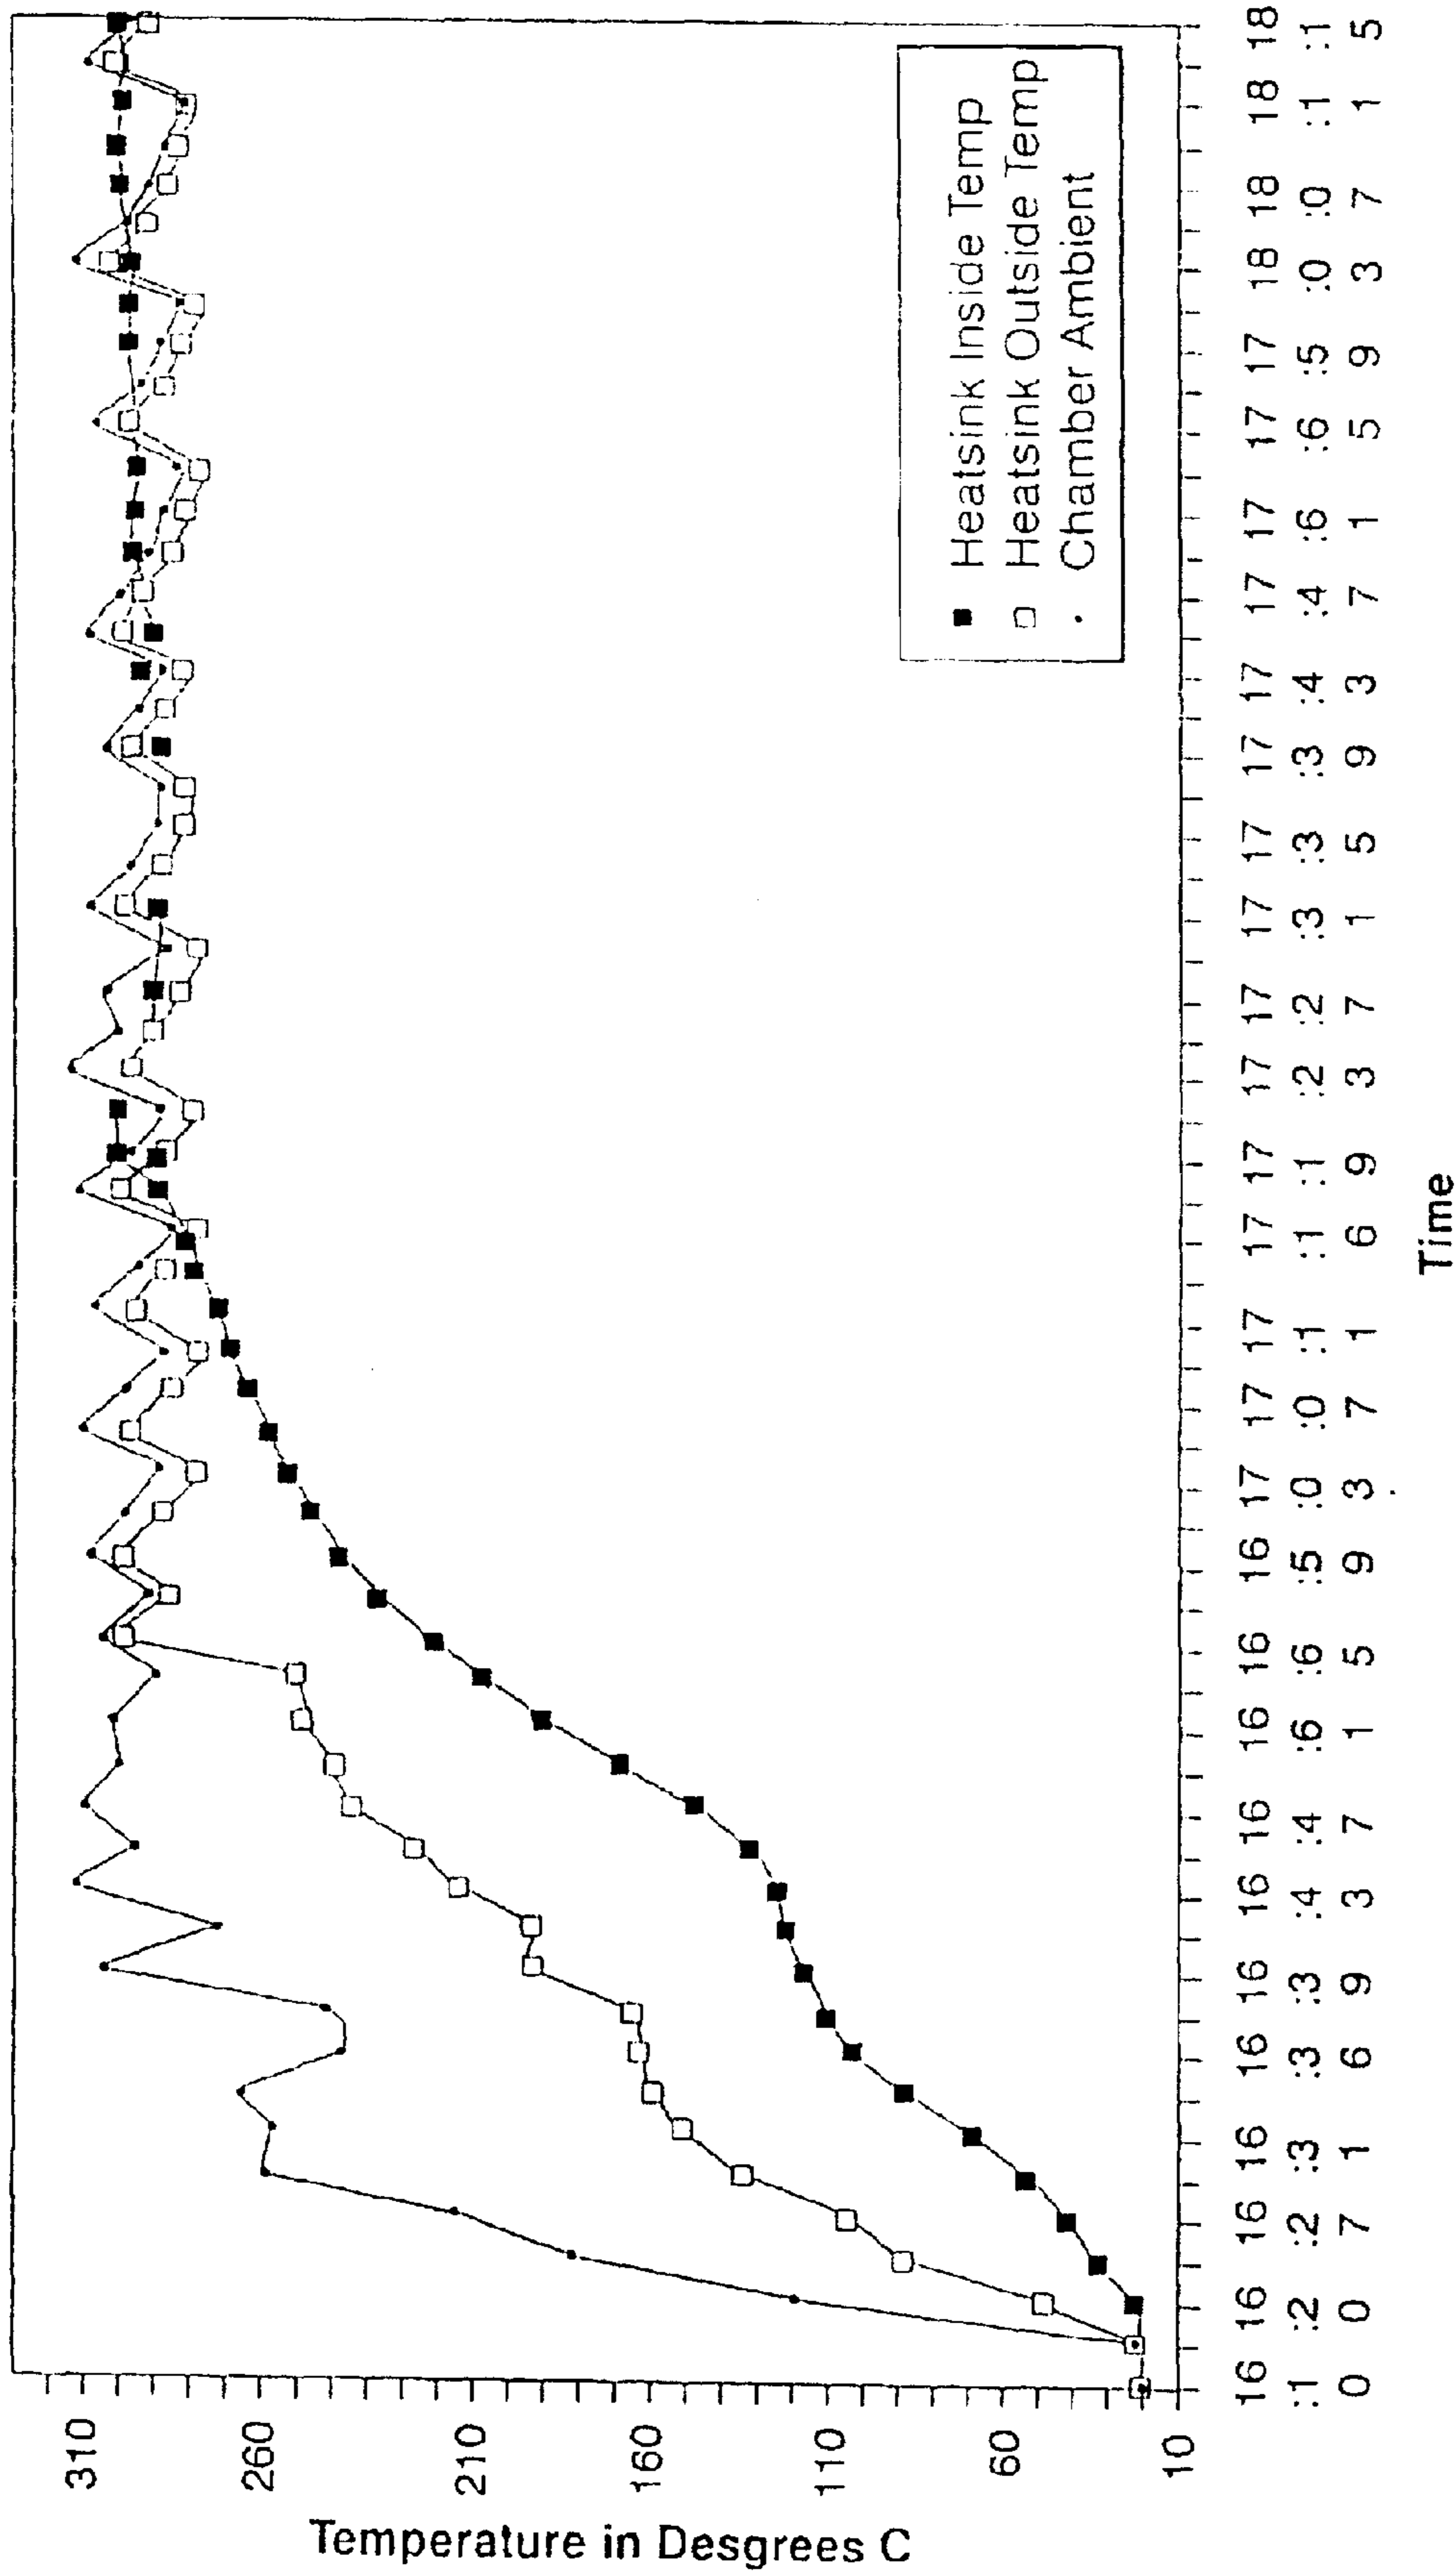 Temperature in Desgrees C
310
260
210
160
110
60
10
Heatsink Inside Temp
Heatsink Outside Temp
Chamber Ambient
16 16 16 16 16 16 16 16 16 16 16 17 17 17 17 17 17 17 17 17 17 17 17 17 17 17 18 18 18 18
:1 :2 :2 :3 :3 :3 :4 :4 :6 :6 :5 :0 :0 :1 :1 :1 :2 :2 :3 :3 :3 :4 :4 :6 :6 :5 :0 :0 :1 :1
0 0 7 1 6 9 3 7 1 5 9 3 7 1 6 9 3 7 1 5 9 3 7 1 5 9 3 7 1 5
Time